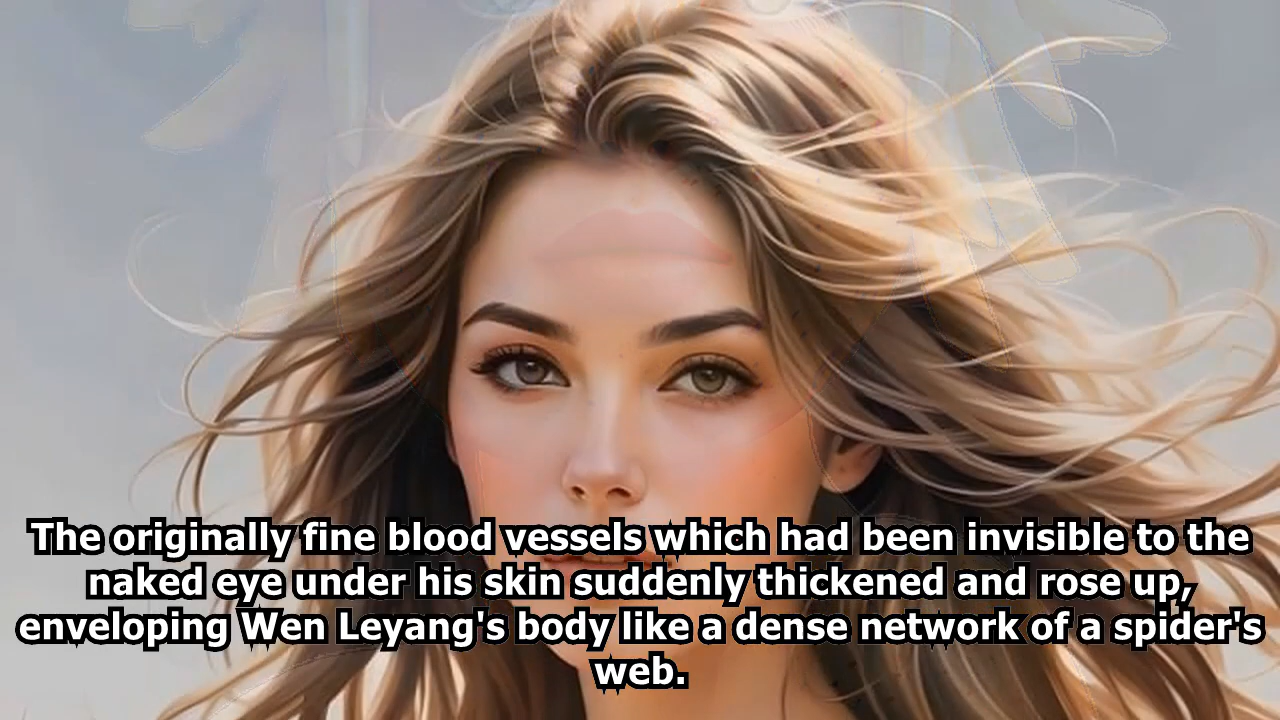 The originally fine blood vessels which had been invisible to the
naked eye under his skin suddenly thickened and rose up,
enveloping Wen Leyang's body like a dense network of a spider's
web.